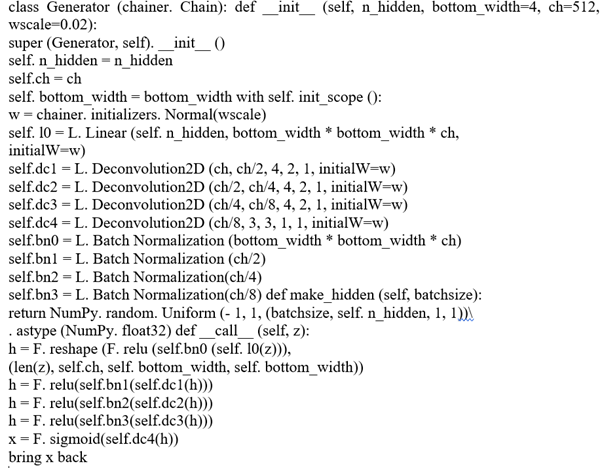 class Generator (chainer. Chain): def __init__ (self, n_hidden, bottom_width=4, ch=512,
wscale=0.02):
super (Generator, self). __init__ ()
self. n_hidden = n_hidden
self.ch = ch
self. bottom_width = bottom_width with self. init_scope ():
w = chainer. initializers. Normal(wscale)
self. l0 = L. Linear (self. n_hidden, bottom_width * bottom_width * ch,
initialW=w)
self.dc1 = L. Deconvolution2D (ch, ch/2, 4, 2, 1, initialW=w)
self.dc2 = L. Deconvolution2D (ch/2, ch/4, 4, 2, 1, initialW=w)
self.dc3 = L. Deconvolution2D (ch/4, ch/8, 4, 2, 1, initialW=w)
self.dc4 = L. Deconvolution2D (ch/8, 3, 3, 1, 1, initialW=w)
self.bn0 = L. Batch Normalization (bottom_width * bottom_width * ch)
self.bn1 = L. Batch Normalization (ch/2)
self.bn2 = L. Batch Normalization(ch/4)
self.bn3 = L. Batch Normalization(ch/8) def make_hidden (self, batchsize):
return NumPy. random. Uniform (- 1, 1, (batchsize, self. n_hidden, 1, 1))\
. astype (NumPy. float32) def __call__ (self, z):
h = F. reshape (F. relu (self.bn0 (self. l0(z))),
(len(z), self.ch, self. bottom_width, self. bottom_width))
h = F. relu(self.bn1(self.dc1(h)))
h = F. relu(self.bn2(self.dc2(h)))
h = F. relu(self.bn3(self.dc3(h)))
x = F. sigmoid(self.dc4(h))
bring x back